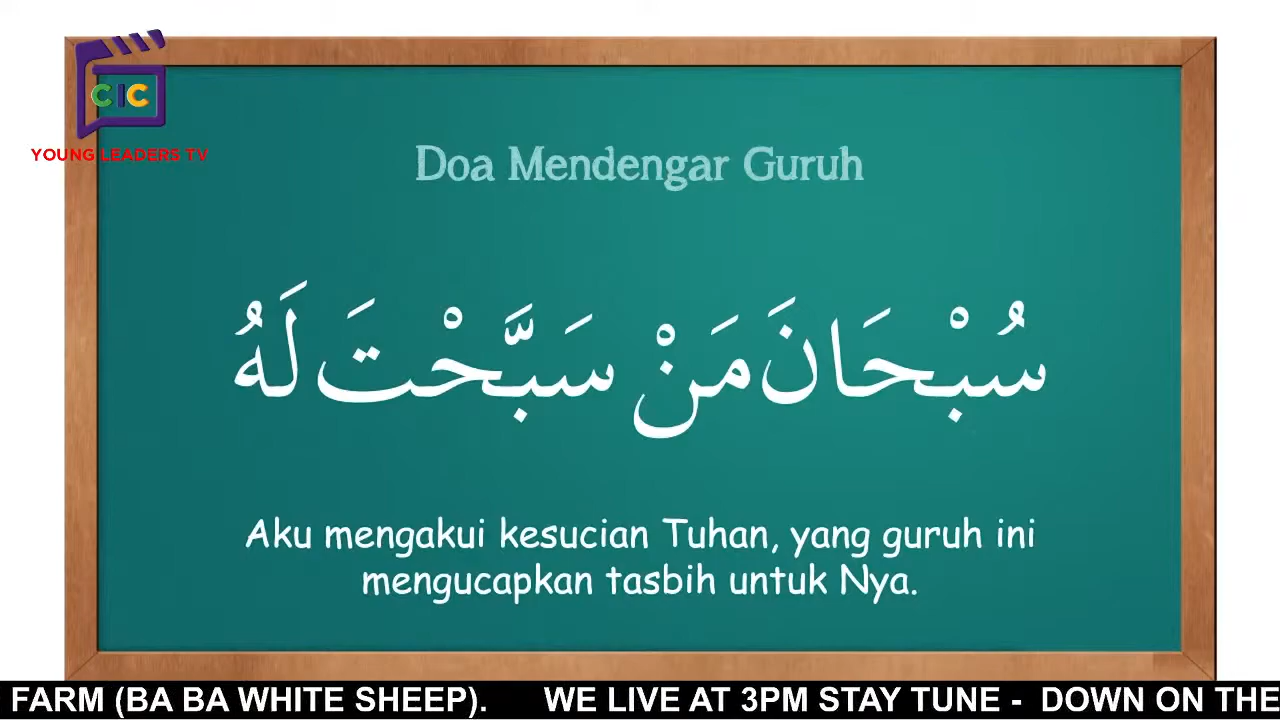 CIC
YOUNG LEADERS TV
Doa Mendengar Guruh
سُبْحَانَ مَنْ سَبَّحْتَ لَهُ
Aku mengakui kesucian Tuhan, yang guruh ini
mengucapkan tasbih untuk Nya.
FARM (BA BA WHITE SHEEP). WE LIVE AT 3PM STAY TUNE - DOWN ON THE